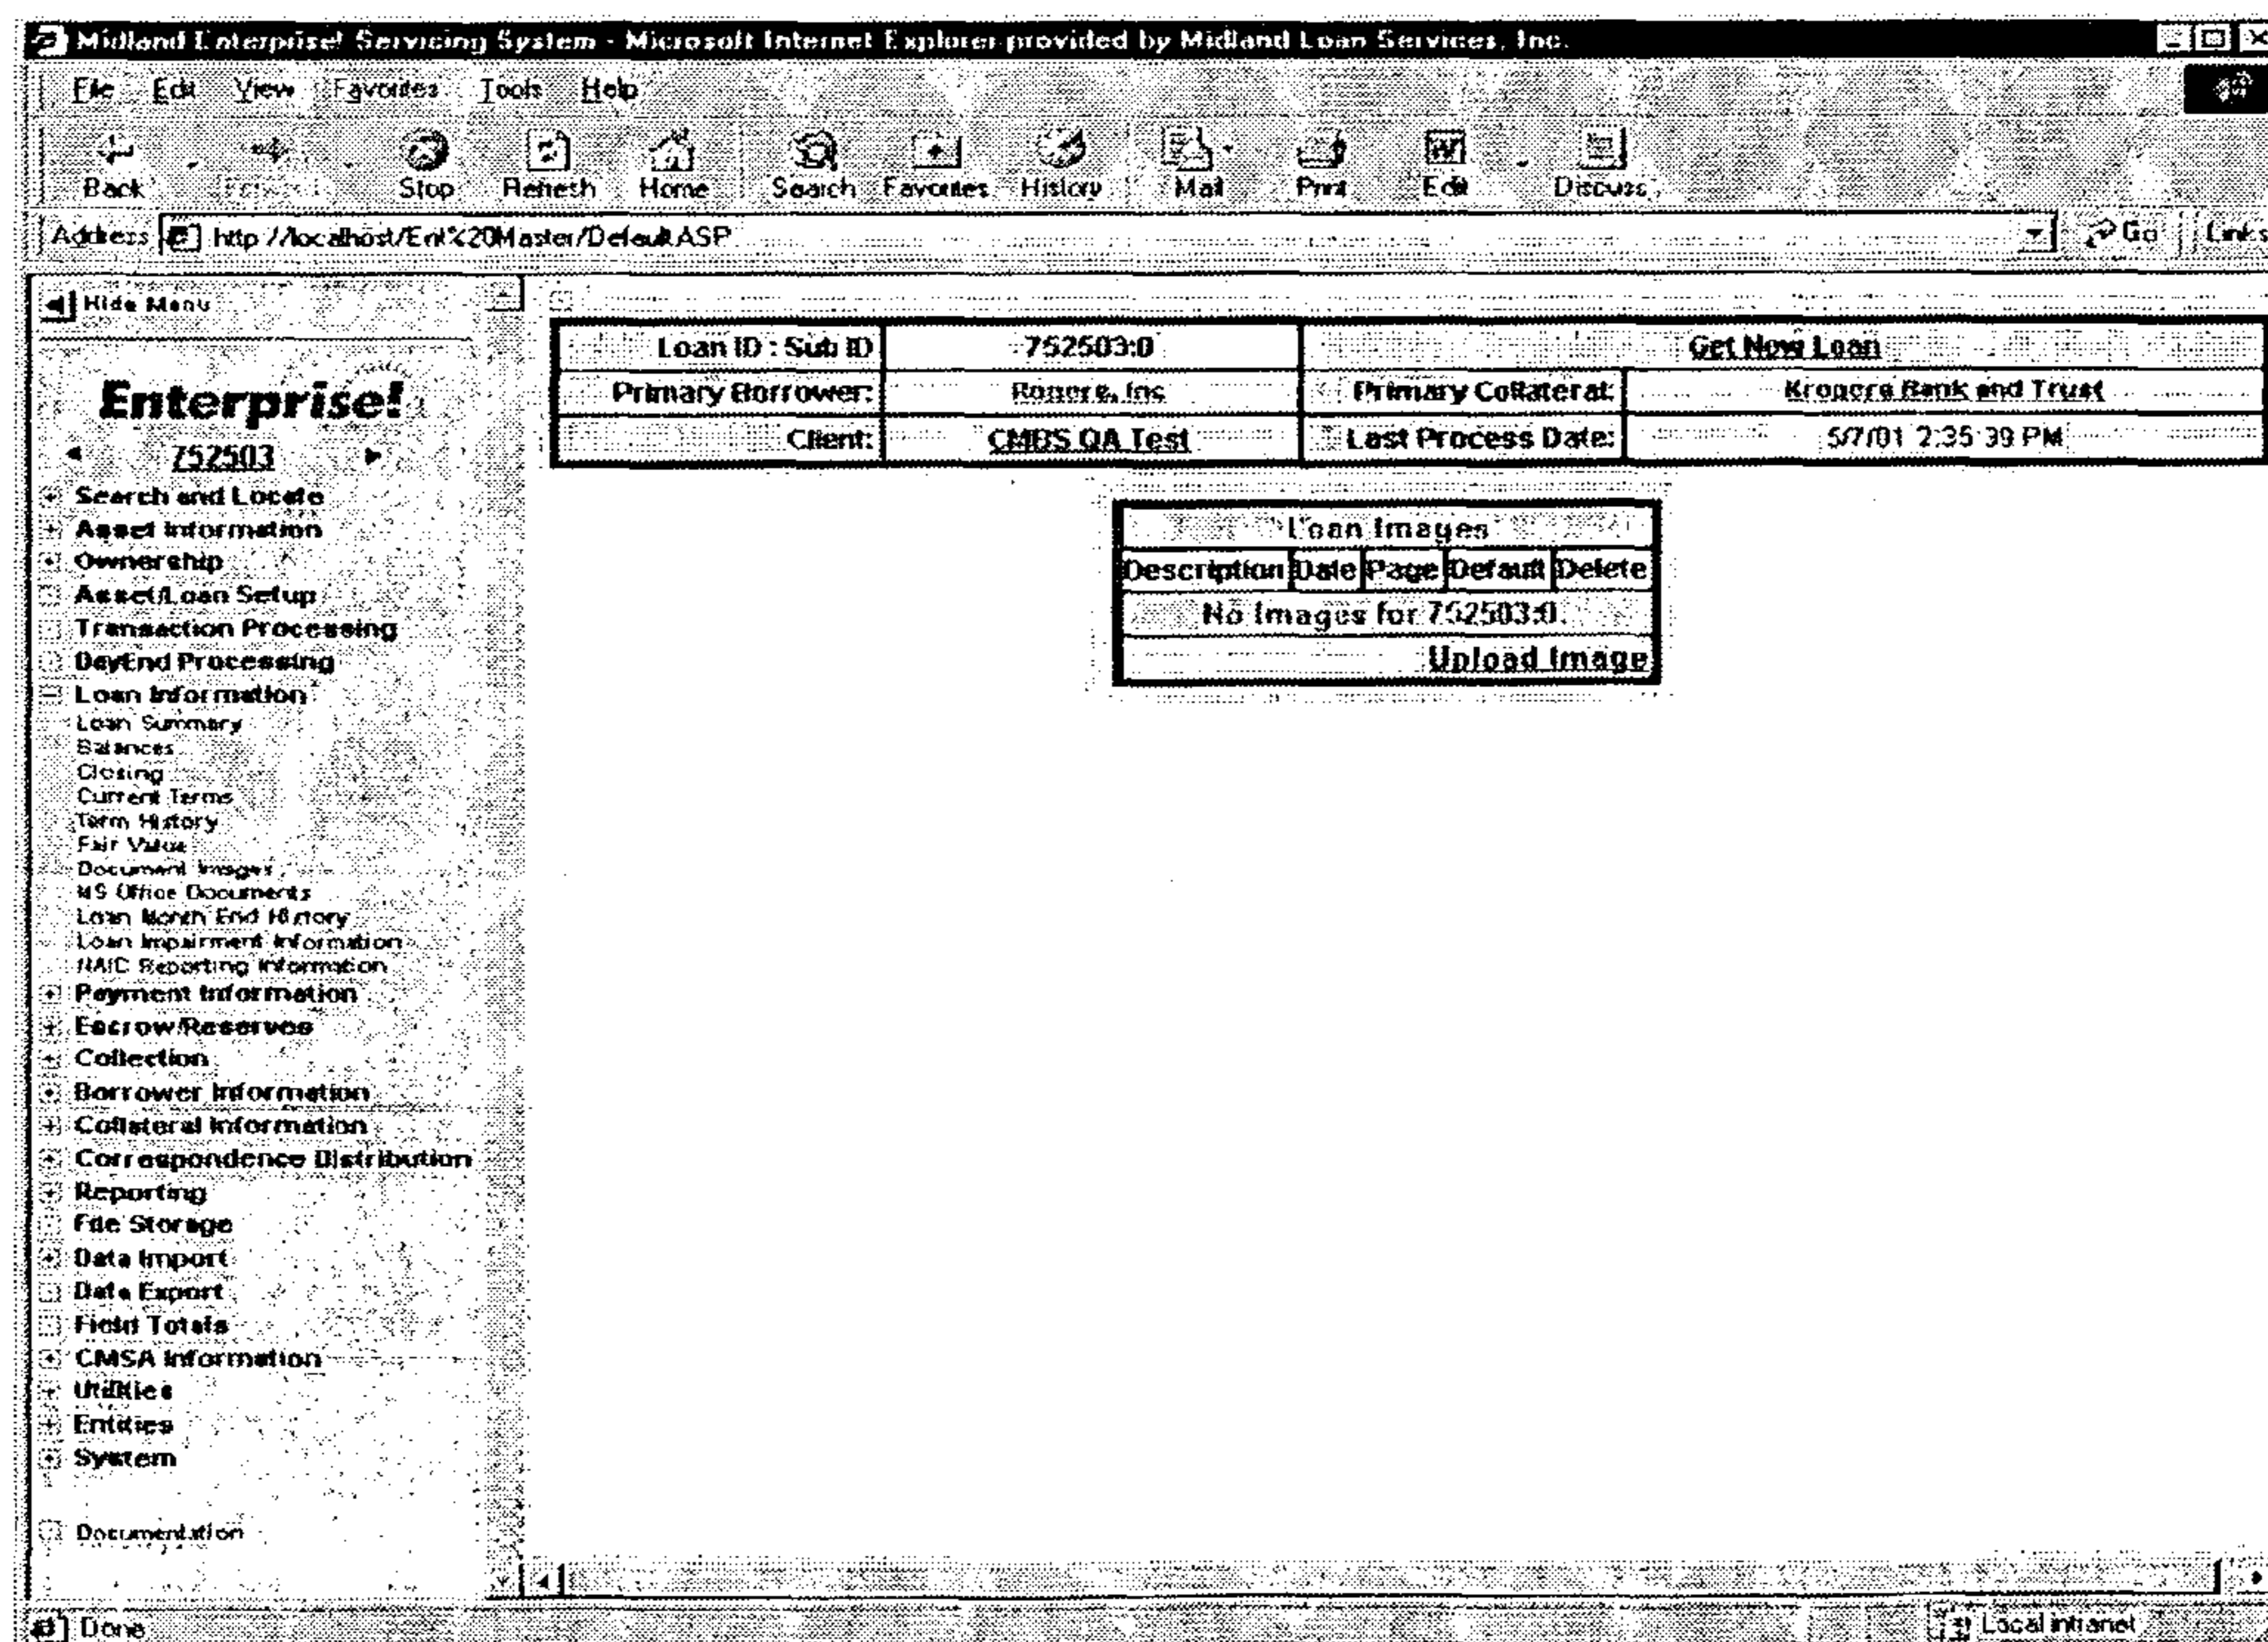 Midland Enterprise! Servicing System - Microsoft Internet Explorer provided by Midland Loan Services, Inc.
File Edit View Favorites Tools Help
Back Forward Stop Refresh Home Search Favorites History Mail Print Edit Discuss
Address http://localhost/Ent%20Master/Default.ASP Go Links
Hide Menu
Enterprise!
752503
Search and Locate
Asset Information
Ownership
Asset/Loan Setup
Transaction Processing
DayEnd Processing
Loan Information
Loan Summary
Balances
Closing
Current Terms
Term History
Fair Value
Document Images
MS Office Documents
Loan Month End History
Loan Impairment Information
NAIC Reporting Information
Payment Information
Escrow/Reserves
Collection
Borrower Information
Collateral Information
Correspondence Distribution
Reporting
File Storage
Data Import
Data Export
Field Totals
CMSA Information
Utilities
Entities
System
Documentation
Loan ID : Sub ID 752503:0 Get New Loan
Primary Borrower: Inc Primary Collateral: Bank and Trust
Client: CMBS QA Test Last Process Date: 5/7/01 2:35:39 PM
Loan Images
Description Date Page Default Delete
No Images for 752503:0.
Upload Image
Done Local intranet